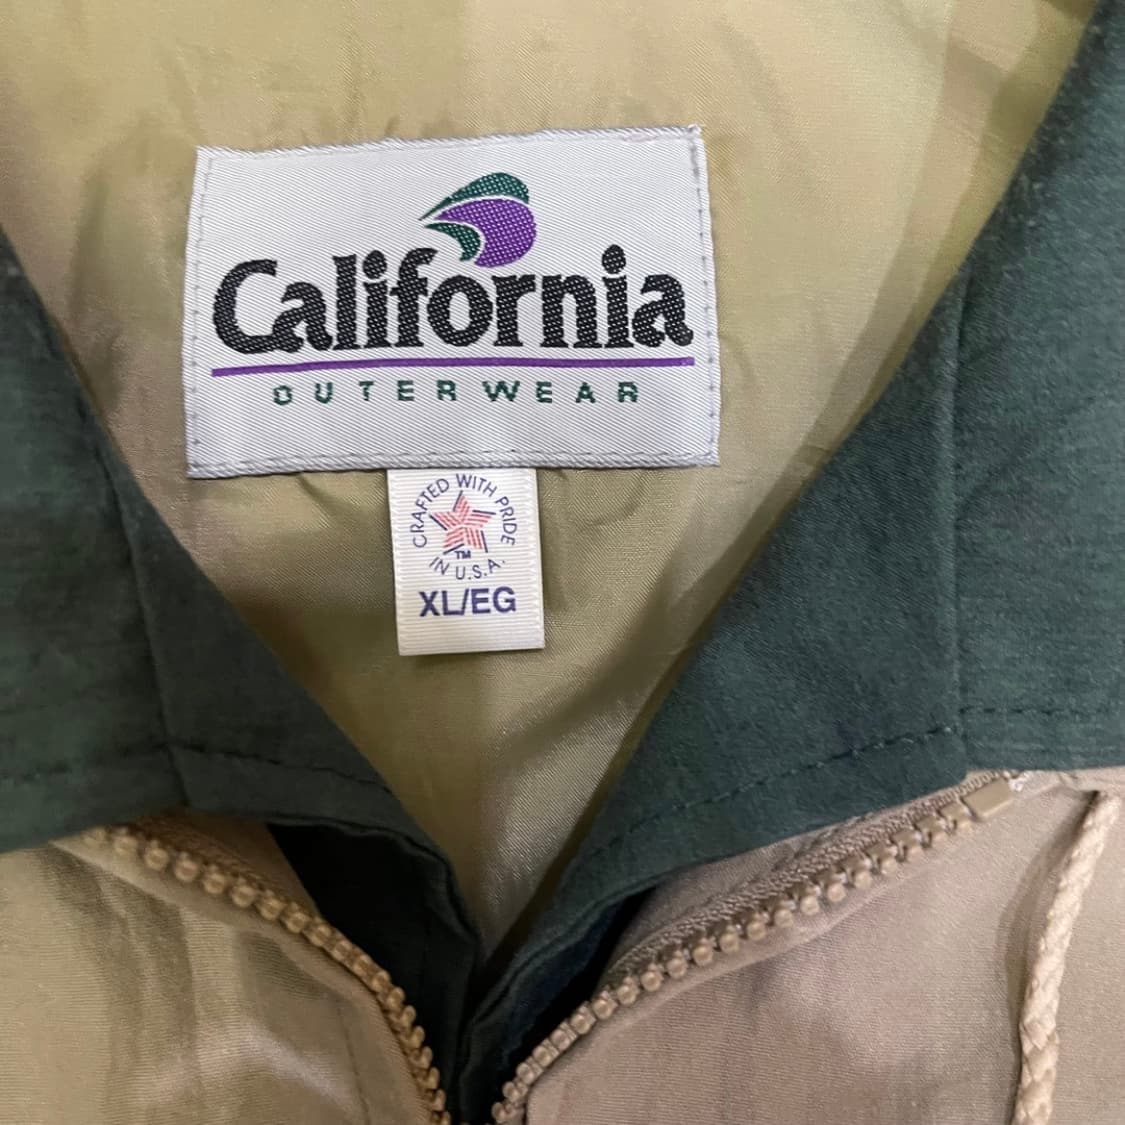 California
OUTERWEAR
CRAFTED WITH PRIDE
TM
IN U.S.A.
XL/EG